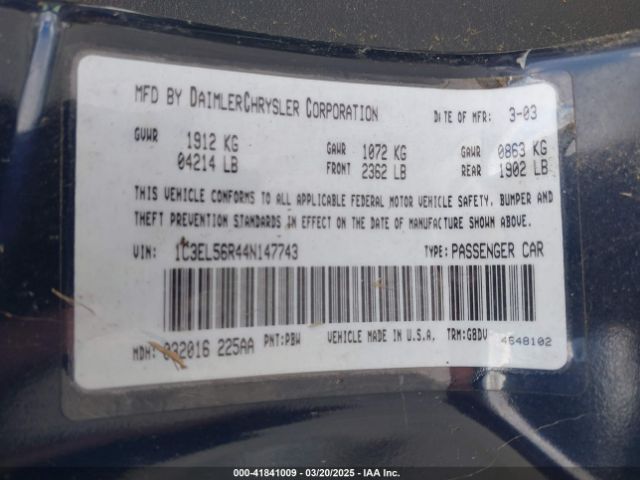 MFD BY DAIMLERCHRYSLER CORPORATION DATE OF MFR: 3-03
GVWR 1912 KG GAWR 1072 KG GAWR 0863 KG
04214 LB FRONT 2362 LB REAR 1902 LB
THIS VEHICLE CONFORMS TO ALL APPLICABLE FEDERAL MOTOR VEHICLE SAFETY, BUMPER AND
THEFT PREVENTION STANDARDS IN EFFECT ON THE DATE OF MANUFACTURE SHOWN ABOVE.
VIN: 1C3EL56R44N147743 TYPE: PASSENGER CAR
MDH: 032016 225AA PNT: PBW VEHICLE MADE IN U.S.A. TRM: GBDV 4648102
000-41841009 — 03/20/2025 — IAA Inc.